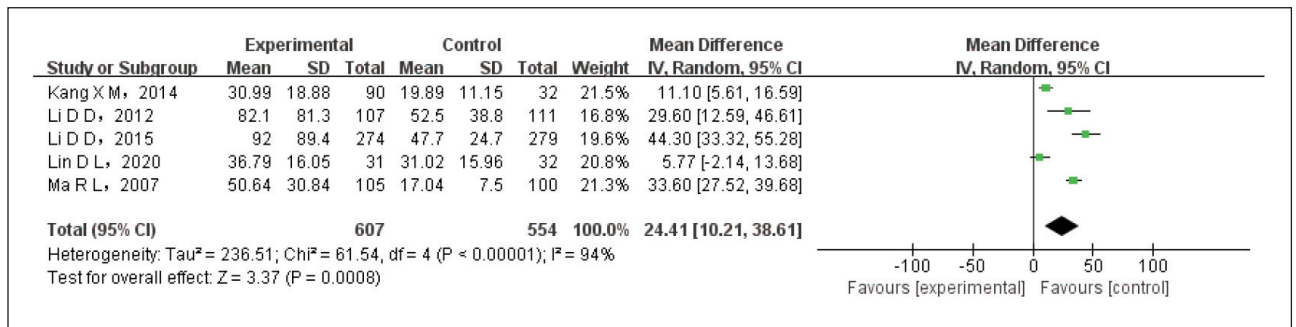 Experimental Control Mean Difference Mean Difference
Study or Subgroup Mean SD Total Mean SD Total Weight IV, Random, 95% CI IV, Random, 95% CI
Kang X M，2014 30.99 18.88 90 19.89 11.15 32 21.5% 11.10 [5.61, 16.59]
Li D D，2012 82.1 81.3 107 52.5 38.8 111 16.8% 29.60 [12.59, 46.61]
Li D D，2015 92 89.4 274 47.7 24.7 279 19.6% 44.30 [33.32, 55.28]
Lin D L，2020 36.79 16.05 31 31.02 15.96 32 20.8% 5.77 [-2.14, 13.68]
Ma R L，2007 50.64 30.84 105 17.04 7.5 100 21.3% 33.60 [27.52, 39.68]
Total (95% CI) 607 554 100.0% 24.41 [10.21, 38.61]
Heterogeneity: Tau² = 236.51; Chi² = 61.54, df = 4 (P < 0.00001); I² = 94%
Test for overall effect: Z = 3.37 (P = 0.0008)
-100 -50 0 50 100
Favours [experimental] Favours [control]